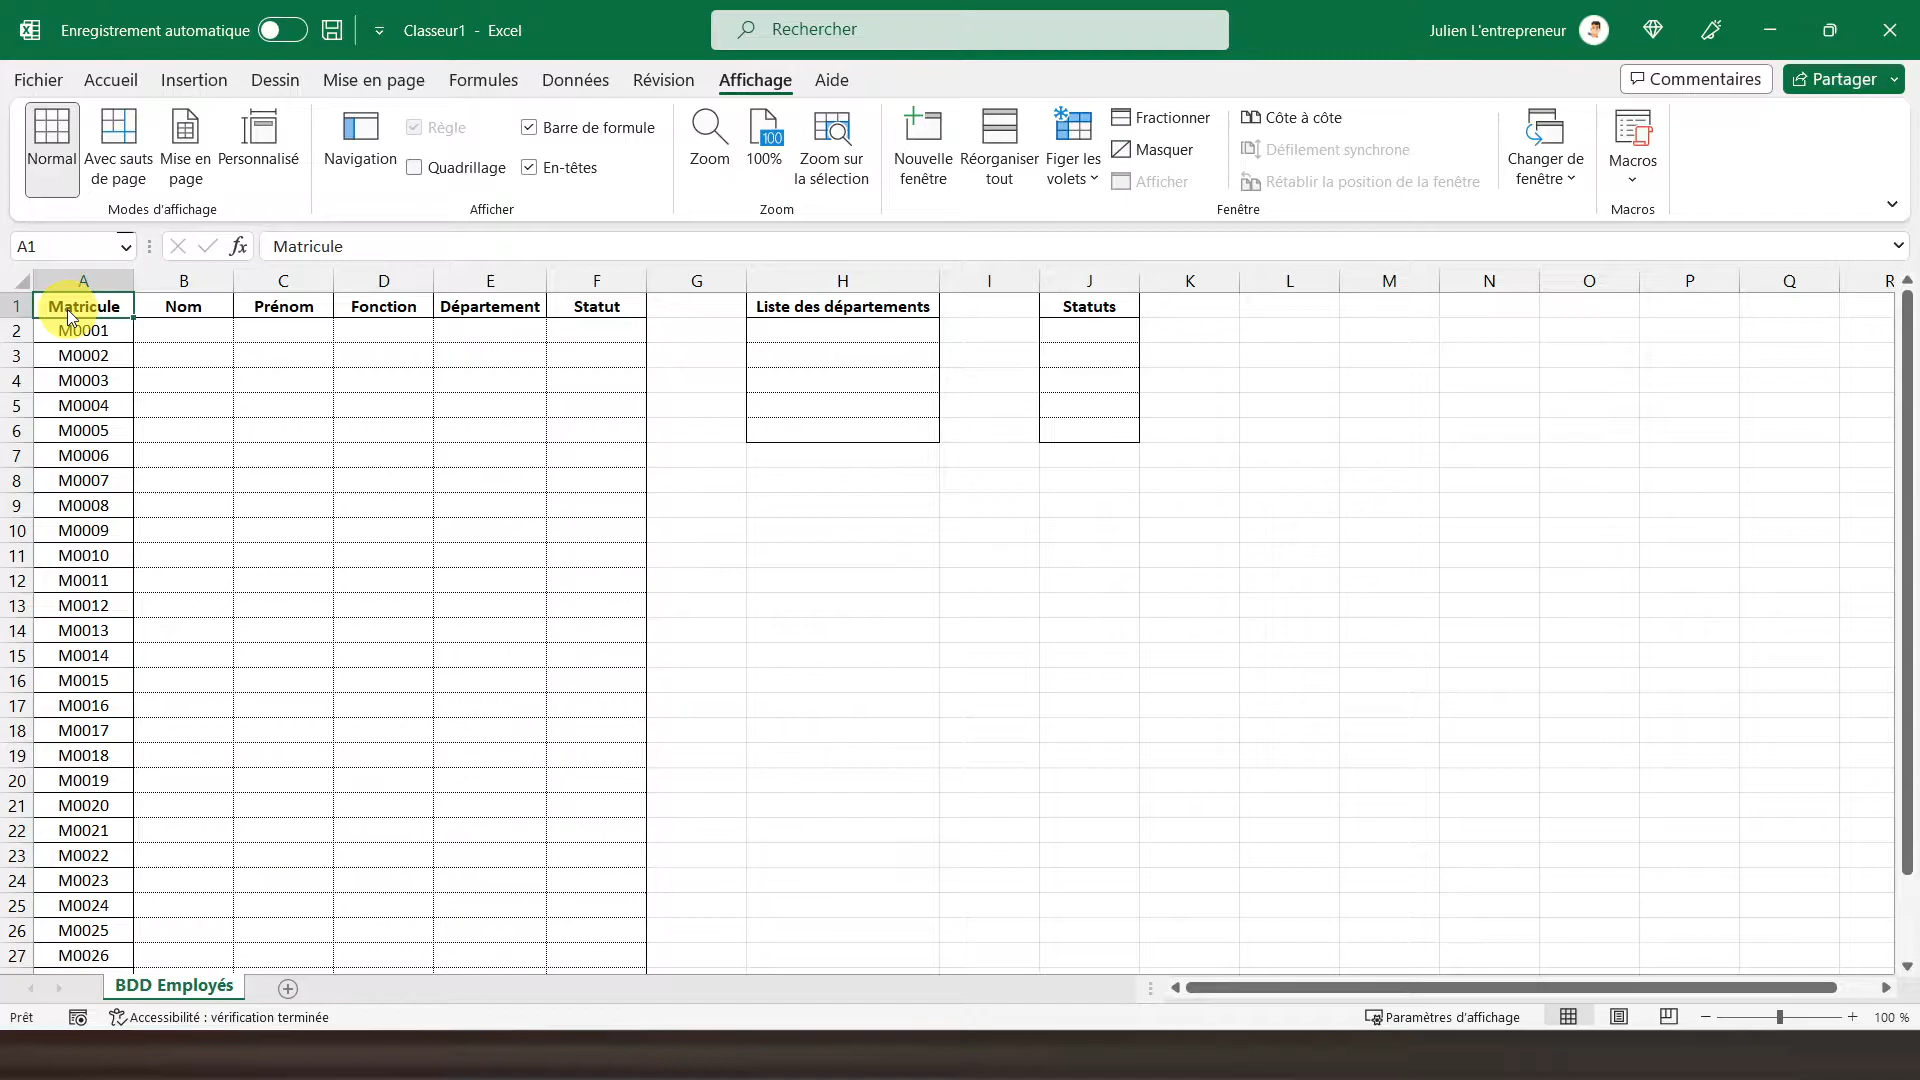 Enregistrement automatique Classeur1 - Excel Rechercher Julien L'entrepreneur
Fichier Accueil Insertion Dessin Mise en page Formules Données Révision Affichage Aide Commentaires Partager
Normal
Avec sauts
de page
Mise en
page
Personnalisé
Modes d'affichage
Navigation
Règle
Barre de formule
Quadrillage
En-têtes
Afficher
Zoom
100
100%
Zoom sur
la sélection
Zoom
Nouvelle
fenêtre
Réorganiser
tout
Figer les
volets
Fractionner
Masquer
Afficher
Côte à côte
Défilement synchrone
Rétablir la position de la fenêtre
Fenêtre
Changer de
fenêtre
Macros
Macros
A1 fx Matricule
A B C D E F G H I J K L M N O P Q R
1 Matricule Nom Prénom Fonction Département Statut Liste des départements Statuts
2 M0001
3 M0002
4 M0003
5 M0004
6 M0005
7 M0006
8 M0007
9 M0008
10 M0009
11 M0010
12 M0011
13 M0012
14 M0013
15 M0014
16 M0015
17 M0016
18 M0017
19 M0018
20 M0019
21 M0020
22 M0021
23 M0022
24 M0023
25 M0024
26 M0025
27 M0026
BDD Employés
Prêt Accessibilité : vérification terminée Paramètres d'affichage 100 %